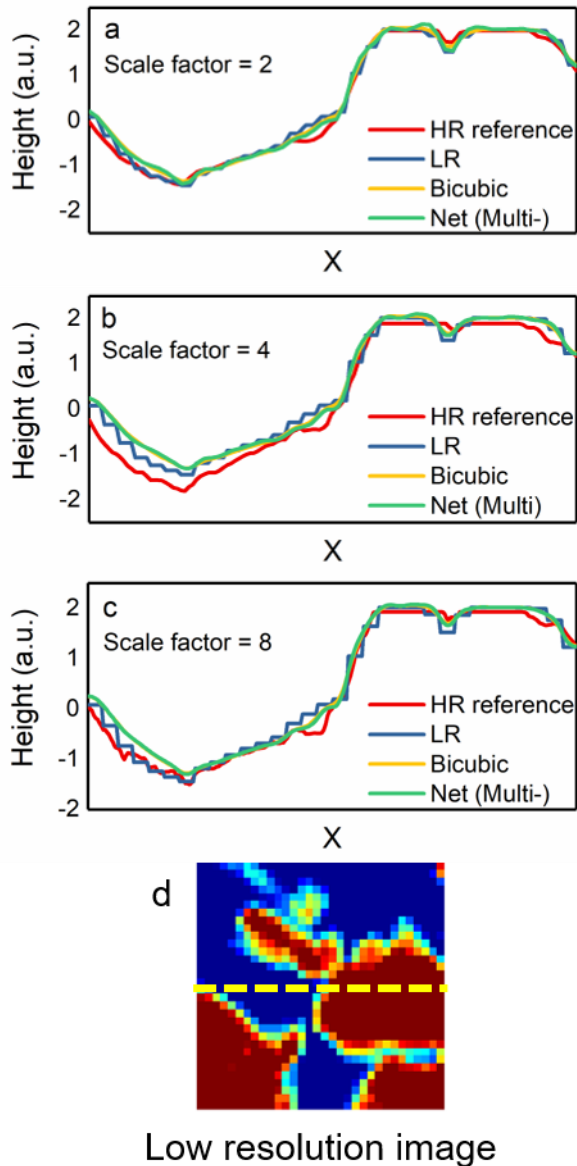 a
Scale factor = 2
Height (a.u.)
2
1
0
-1
-2
HR reference
LR
Bicubic
Net (Multi-)
X
b
Scale factor = 4
Height (a.u.)
2
1
0
-1
-2
HR reference
LR
Bicubic
Net (Multi)
X
c
Scale factor = 8
Height (a.u.)
2
1
0
-1
-2
HR reference
LR
Bicubic
Net (Multi-)
X
d
Low resolution image